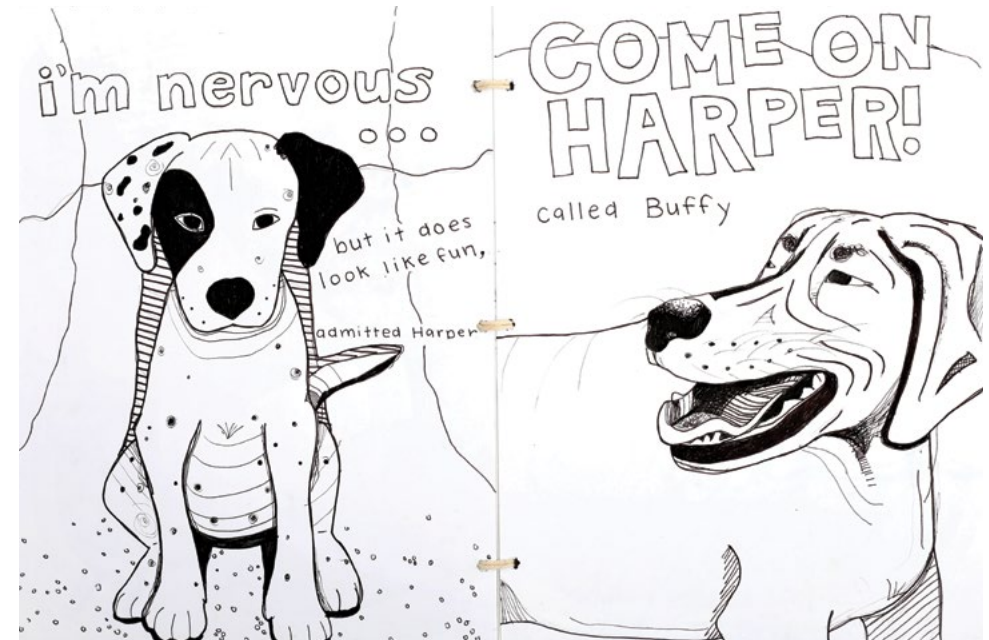 i'm nervous
...
but it does
look like fun,
admitted Harper
COME ON
HARPER!
called Buffy